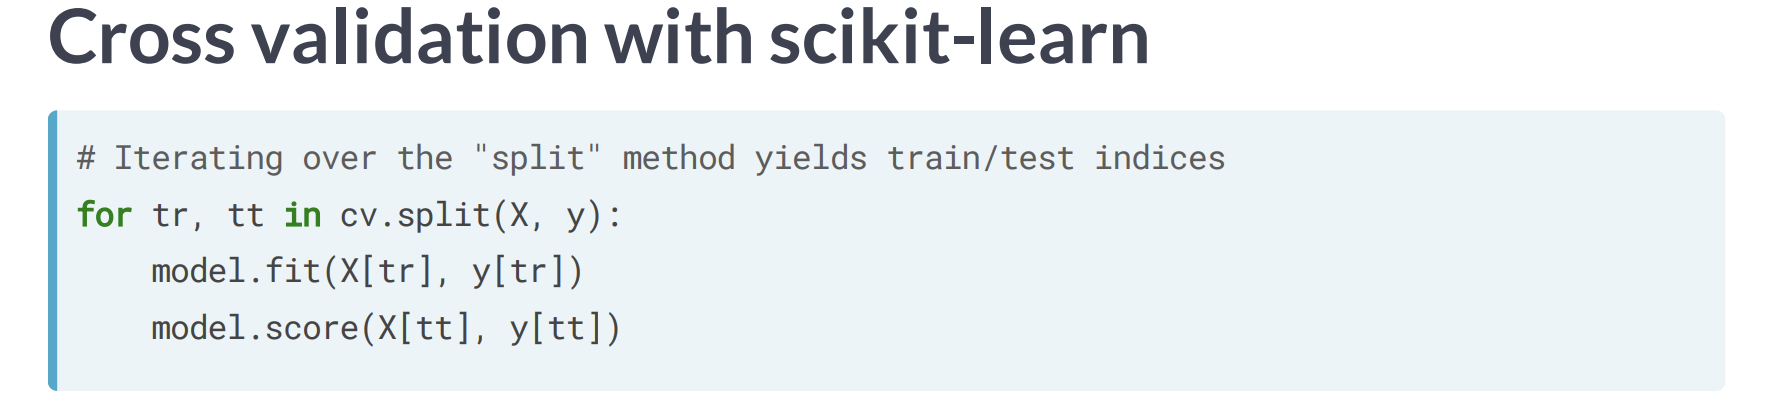 Cross validation with scikit-learn
# Iterating over the "split" method yields train/test indices
for tr, tt in cv.split(X, y):
    model.fit(X[tr], y[tr])
    model.score(X[tt], y[tt])